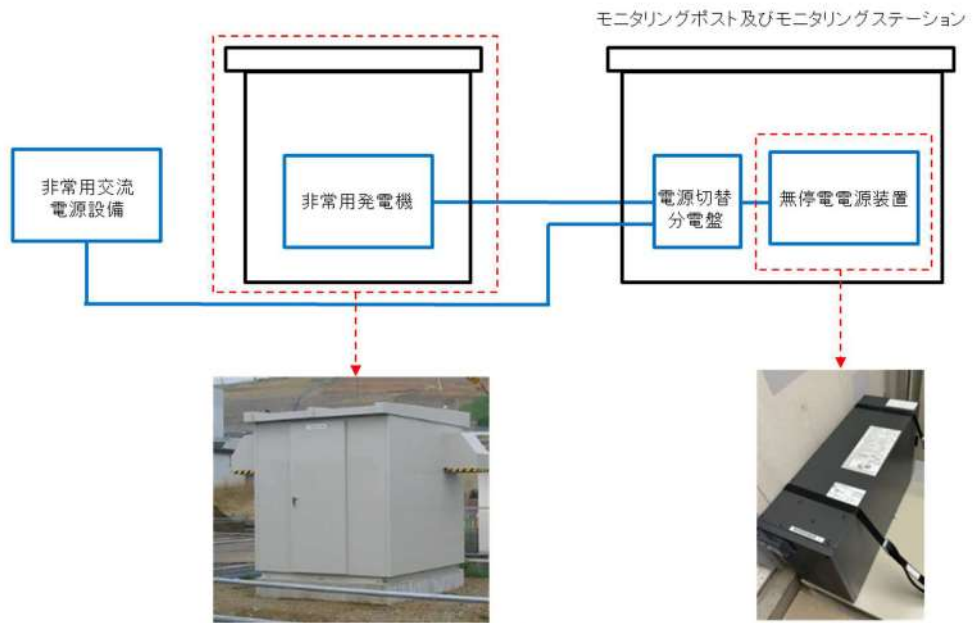 モニタリングポスト及びモニタリングステーション
非常用交流
電源設備
非常用発電機
電源切替
分電盤
無停電電源装置